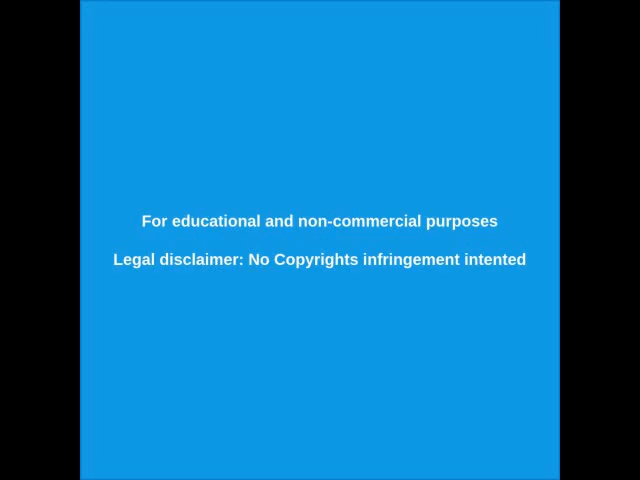 For educational and non-commercial purposes
Legal disclaimer: No Copyrights infringement intented